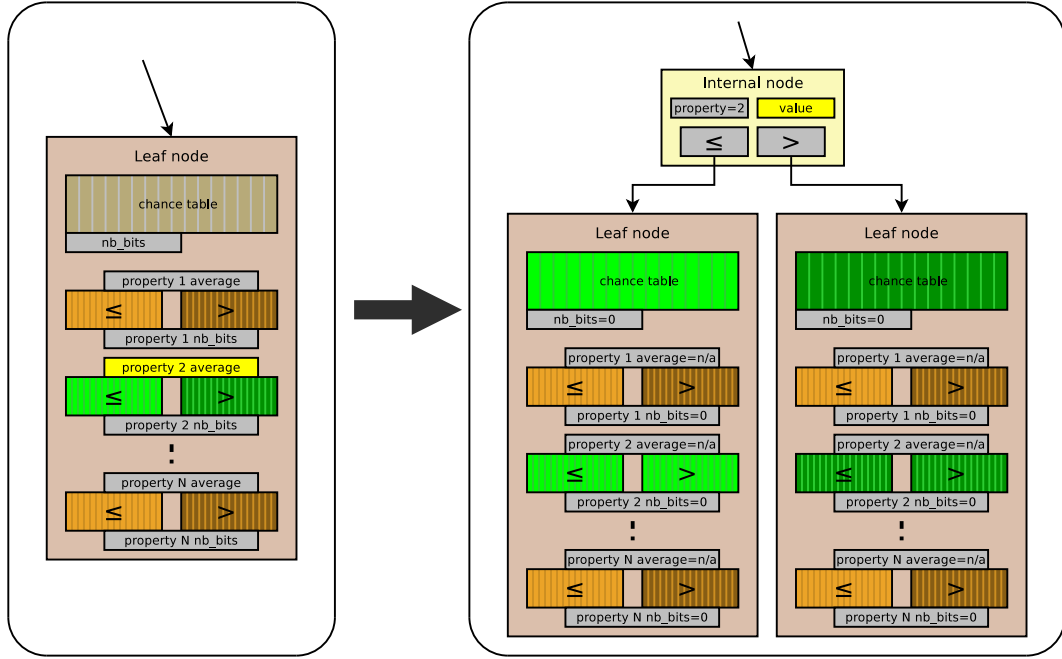 Leaf node
chance table
nb_bits
property 1 average
≤ >
property 1 nb_bits
property 2 average
≤ >
property 2 nb_bits
⋮
property N average
≤ >
property N nb_bits
Internal node
property=2 value
≤ >
Leaf node
chance table
nb_bits=0
property 1 average=n/a
≤ >
property 1 nb_bits=0
property 2 average=n/a
≤ >
property 2 nb_bits=0
⋮
property N average=n/a
≤ >
property N nb_bits=0
Leaf node
chance table
nb_bits=0
property 1 average=n/a
≤ >
property 1 nb_bits=0
property 2 average=n/a
≤ >
property 2 nb_bits=0
⋮
property N average=n/a
≤ >
property N nb_bits=0